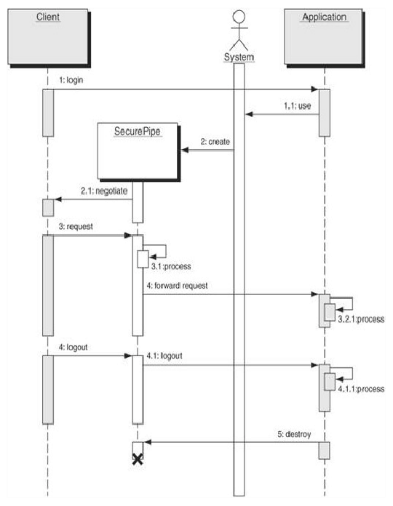 Client
Application
System
1: login
1.1: use
SecurePipe
2: create
2.1: negotiate
3: request
3.1:process
4: forward request
3.2.1:process
4: logout
4.1: logout
4.1.1:process
5: destroy